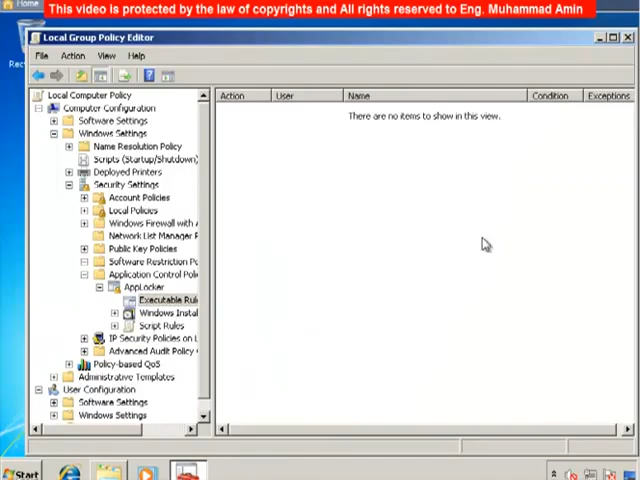 Home
This video is protected by the law of copyrights and All rights reserved to Eng. Muhammad Amin
Local Group Policy Editor
File Action View Help
Local Computer Policy
Computer Configuration
Software Settings
Windows Settings
Name Resolution Policy
Scripts (Startup/Shutdown)
Deployed Printers
Security Settings
Account Policies
Local Policies
Windows Firewall with A
Network List Manager P
Public Key Policies
Software Restriction Po
Application Control Poli
AppLocker
Executable Rul
Windows Instal
Script Rules
IP Security Policies on L
Advanced Audit Policy
Policy-based QoS
Administrative Templates
User Configuration
Software Settings
Windows Settings
Action User Name Condition Exceptions
There are no items to show in this view.
Rec
Start